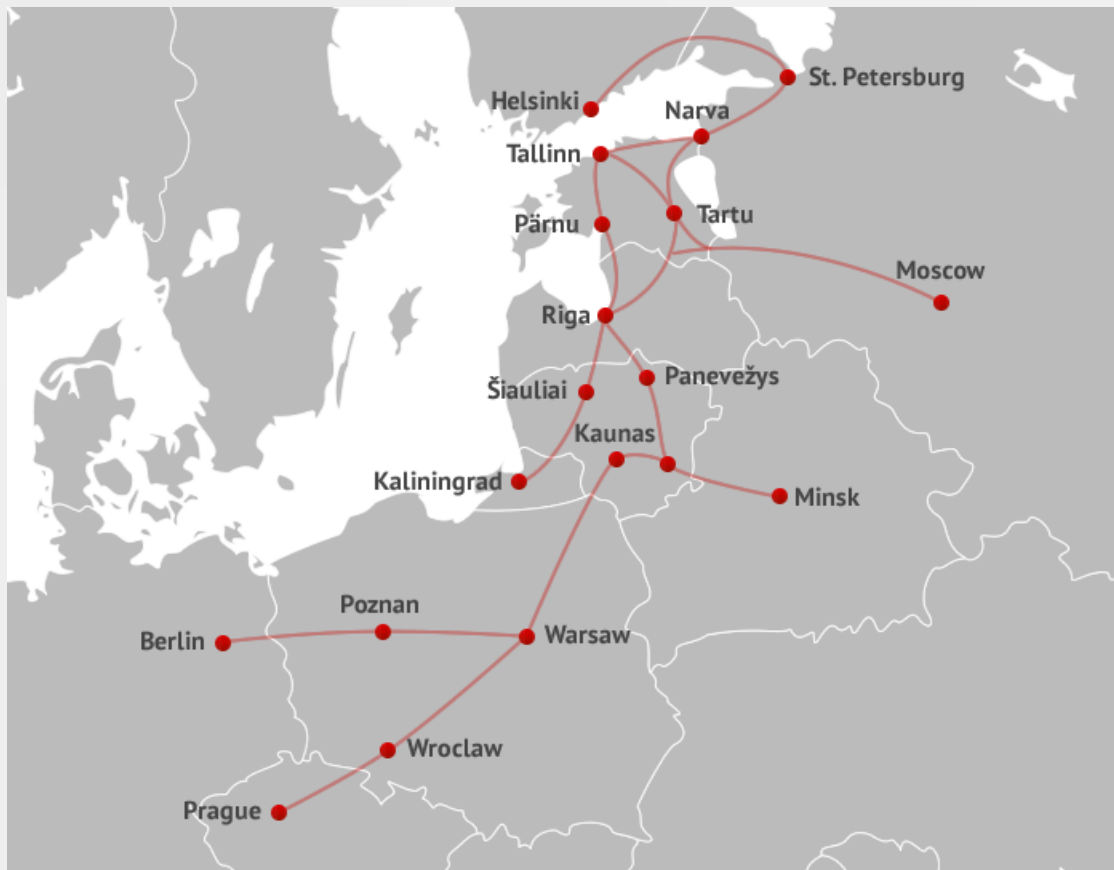 St. Petersburg
Helsinki
Narva
Tallinn
Tartu
Pärnu
Moscow
Riga
Panevežys
Šiauliai
Kaunas
Kaliningrad
Minsk
Poznan
Berlin
Warsaw
Wroclaw
Prague